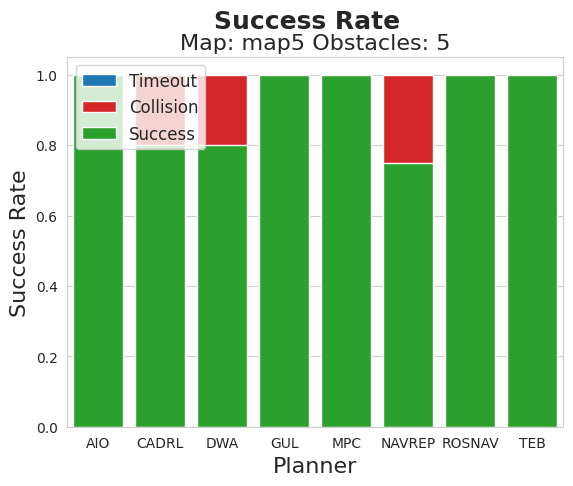 Success Rate
Map: map5 Obstacles: 5
Timeout
Collision
Success
Success Rate
1.0
0.8
0.6
0.4
0.2
0.0
AIO CADRL DWA GUL MPC NAVREP ROSNAV TEB
Planner